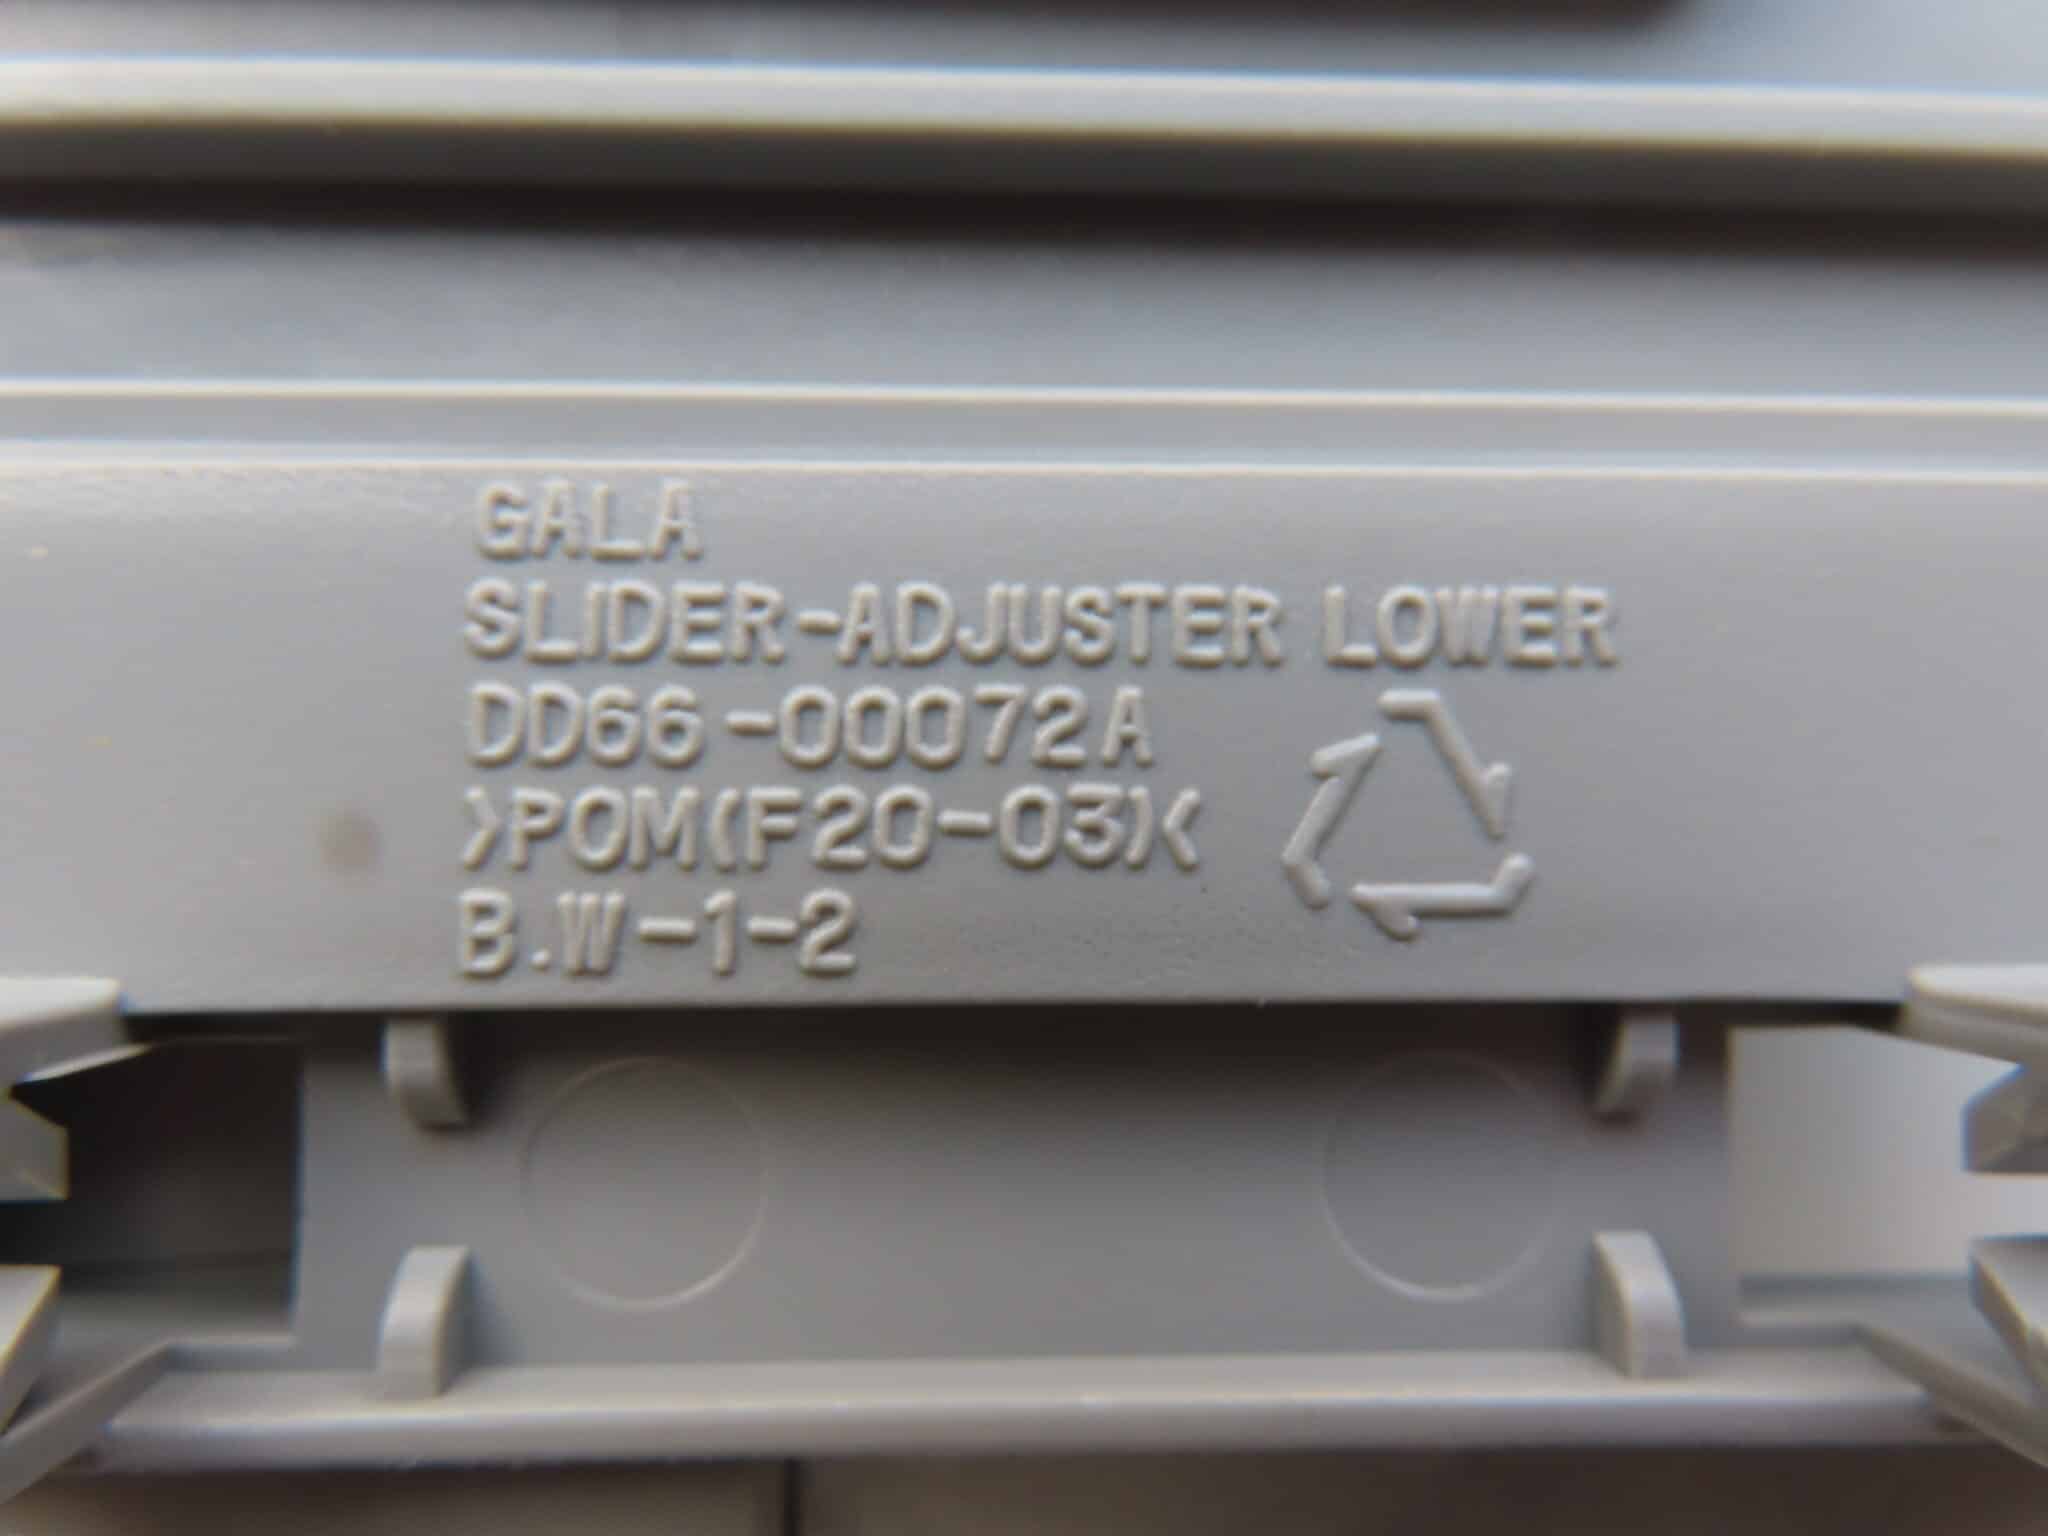 GALA
SLIDER-ADJUSTER LOWER
DD66-00072A
>POM(F20-03)<
B.W-1-2